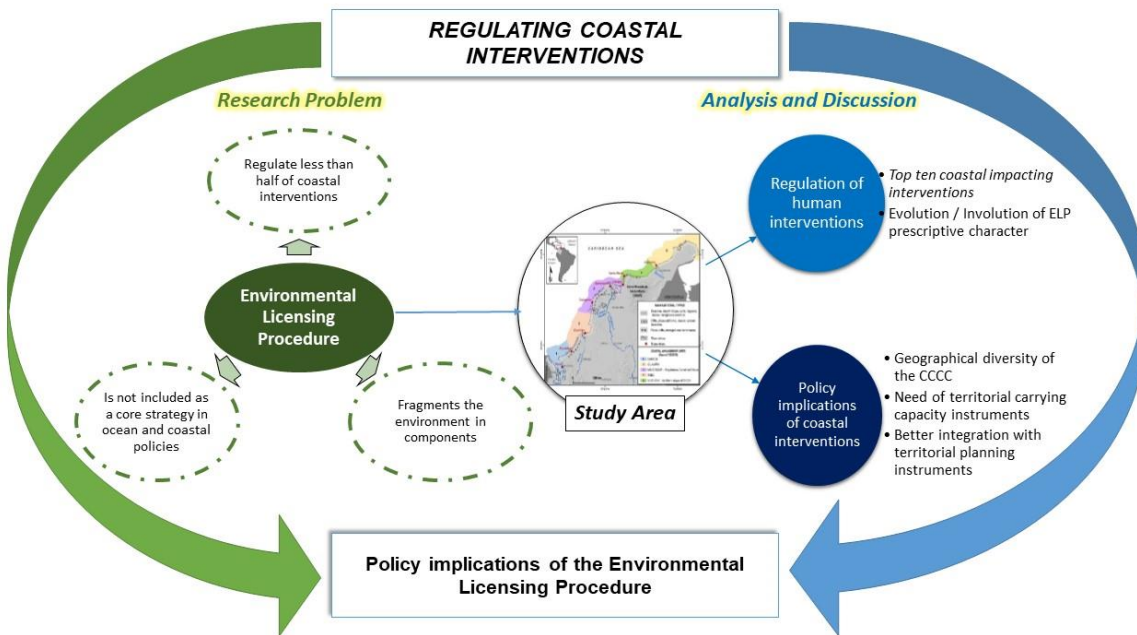 REGULATING COASTAL
INTERVENTIONS
Research Problem
Regulate less than
half of coastal
interventions
Environmental
Licensing
Procedure
Is not included as
a core strategy in
ocean and coastal
policies
Fragments the
environment in
components
CARIBBEAN SEA
Study Area
Analysis and Discussion
Regulation of
human
interventions
• Top ten coastal impacting
interventions
• Evolution / Involution of ELP
prescriptive character
Policy
implications
of coastal
interventions
• Geographical diversity of
the CCCC
• Need of territorial carrying
capacity instruments
• Better integration with
territorial planning
instruments
Policy implications of the Environmental
Licensing Procedure